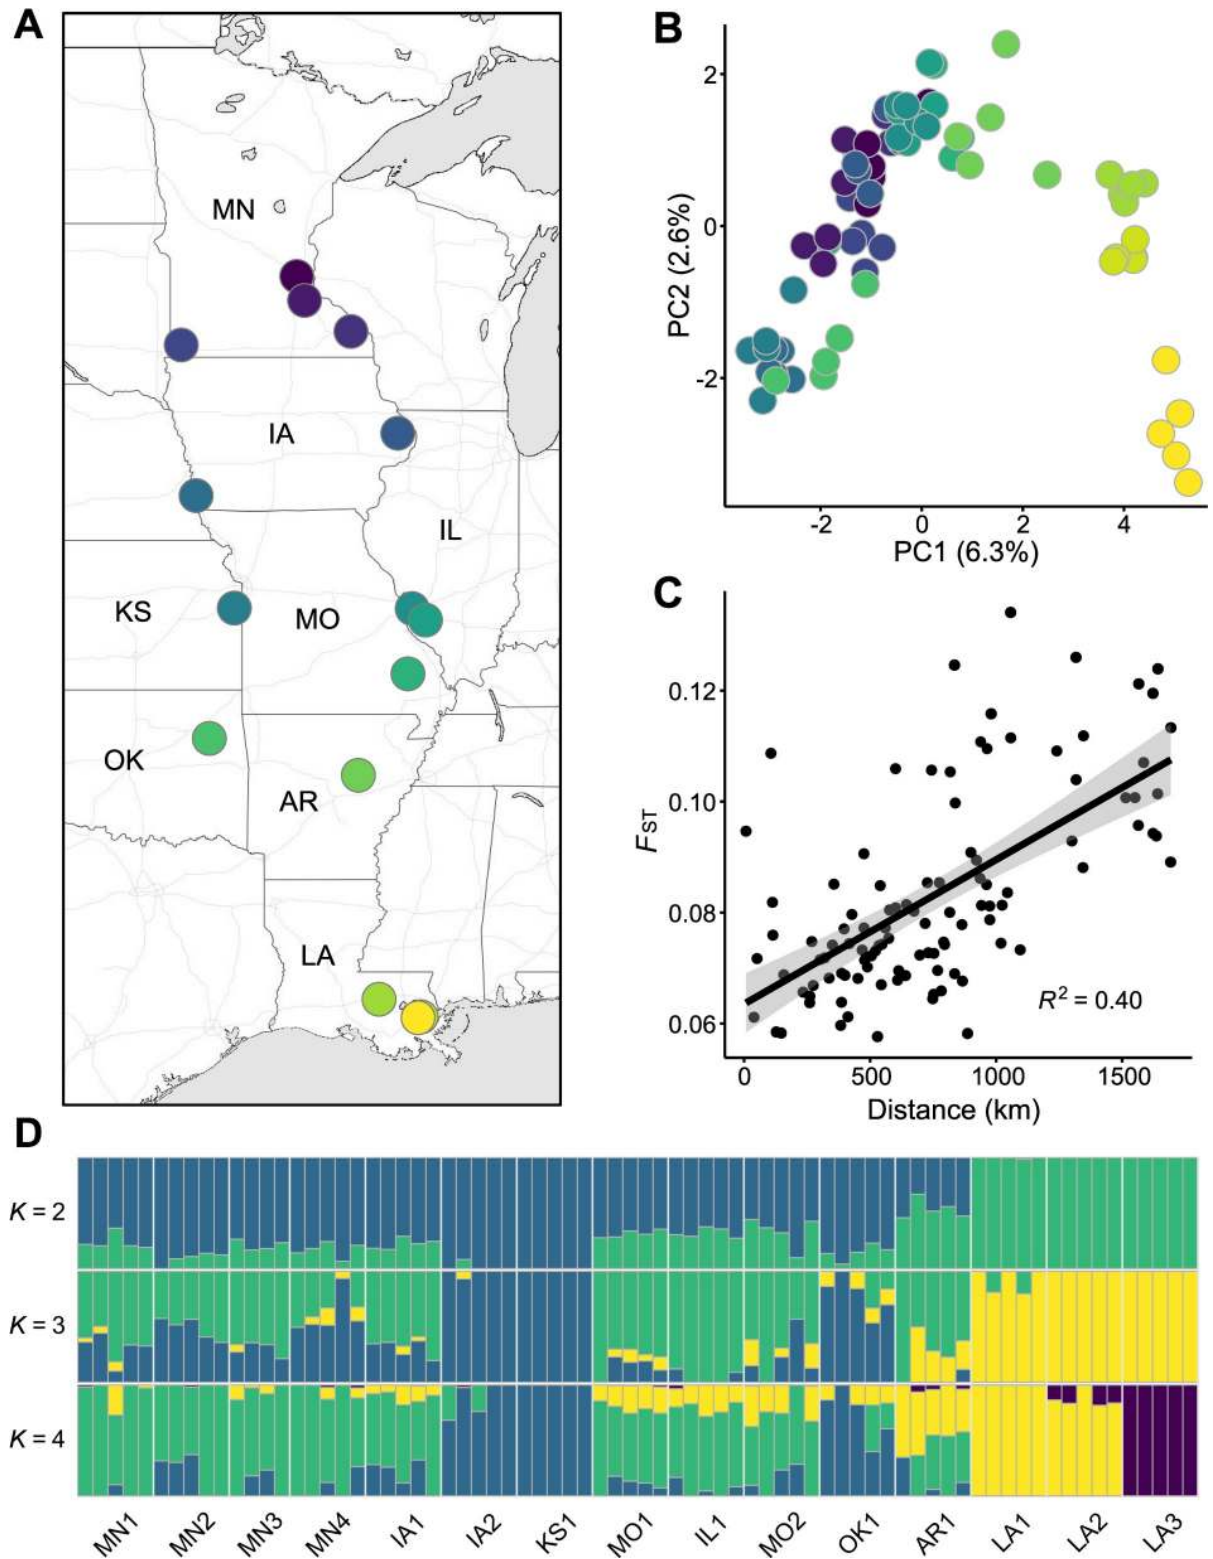 A
MN
IA
IL
KS
MO
OK
AR
LA
B
PC2 (2.6%)
2
0
-2
-2 0 2 4
PC1 (6.3%)
C
FST
0.12
0.10
0.08
0.06
R² = 0.40
0 500 1000 1500
Distance (km)
D
K = 2
K = 3
K = 4
MN1 MN2 MN3 MN4 IA1 IA2 KS1 MO1 IL1 MO2 OK1 AR1 LA1 LA2 LA3